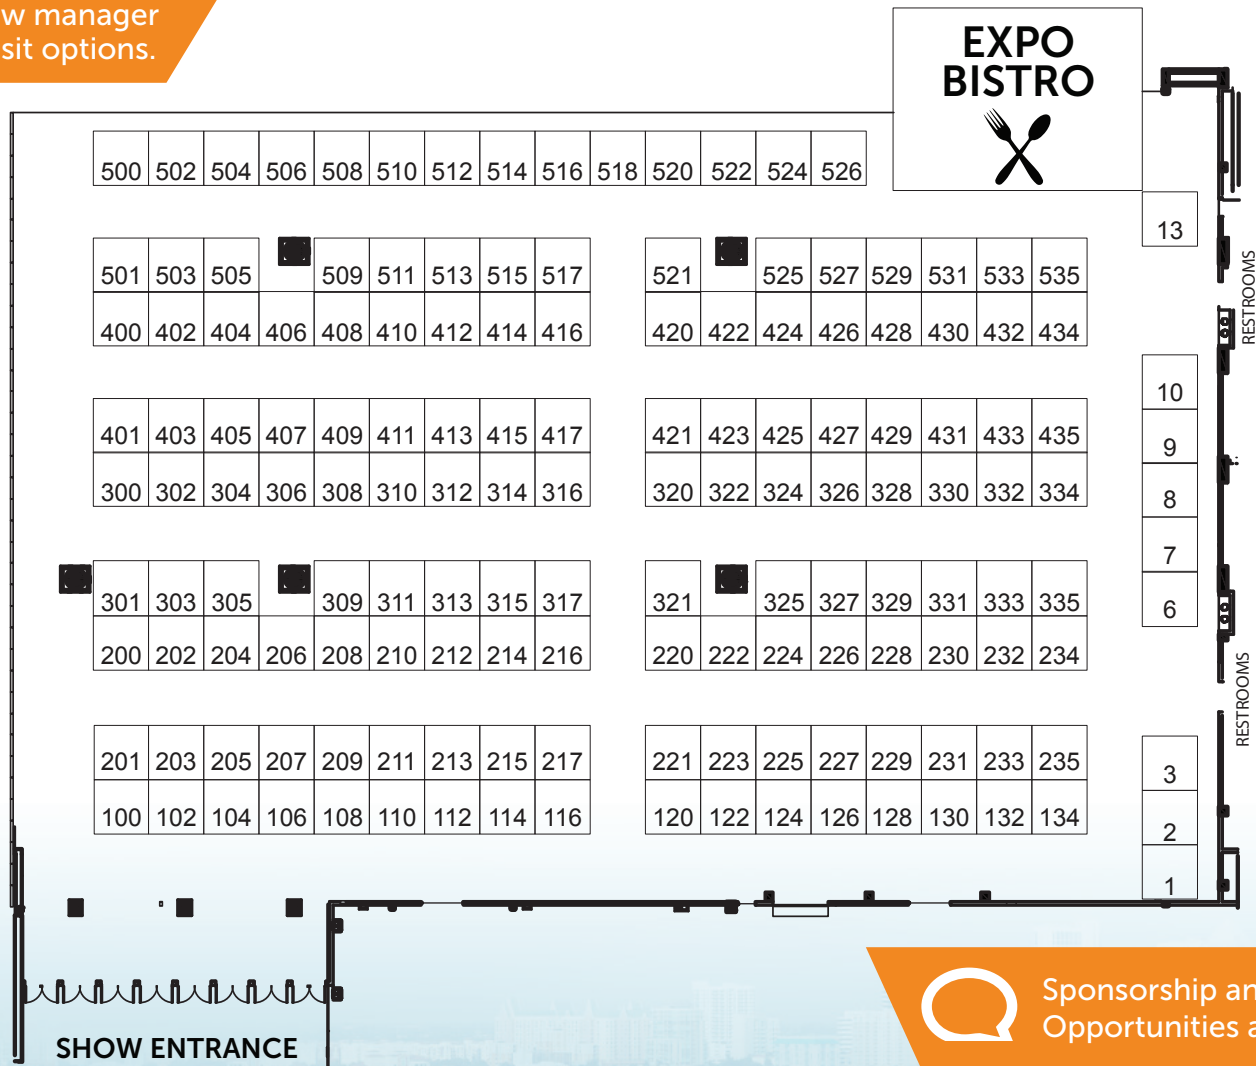 w manager
sit options.
EXPO
BISTRO
500 502 504 506 508 510 512 514 516 518 520 522 524 526
13
501 503 505 509 511 513 515 517 521 525 527 529 531 533 535
RESTROOMS
400 402 404 406 408 410 412 414 416 420 422 424 426 428 430 432 434
10
401 403 405 407 409 411 413 415 417 421 423 425 427 429 431 433 435
9
300 302 304 306 308 310 312 314 316 320 322 324 326 328 330 332 334
8
7
301 303 305 309 311 313 315 317 321 325 327 329 331 333 335
6
200 202 204 206 208 210 212 214 216 220 222 224 226 228 230 232 234
RESTROOMS
201 203 205 207 209 211 213 215 217 221 223 225 227 229 231 233 235
3
100 102 104 106 108 110 112 114 116 120 122 124 126 128 130 132 134
2
1
Sponsorship an
Opportunities a
SHOW ENTRANCE